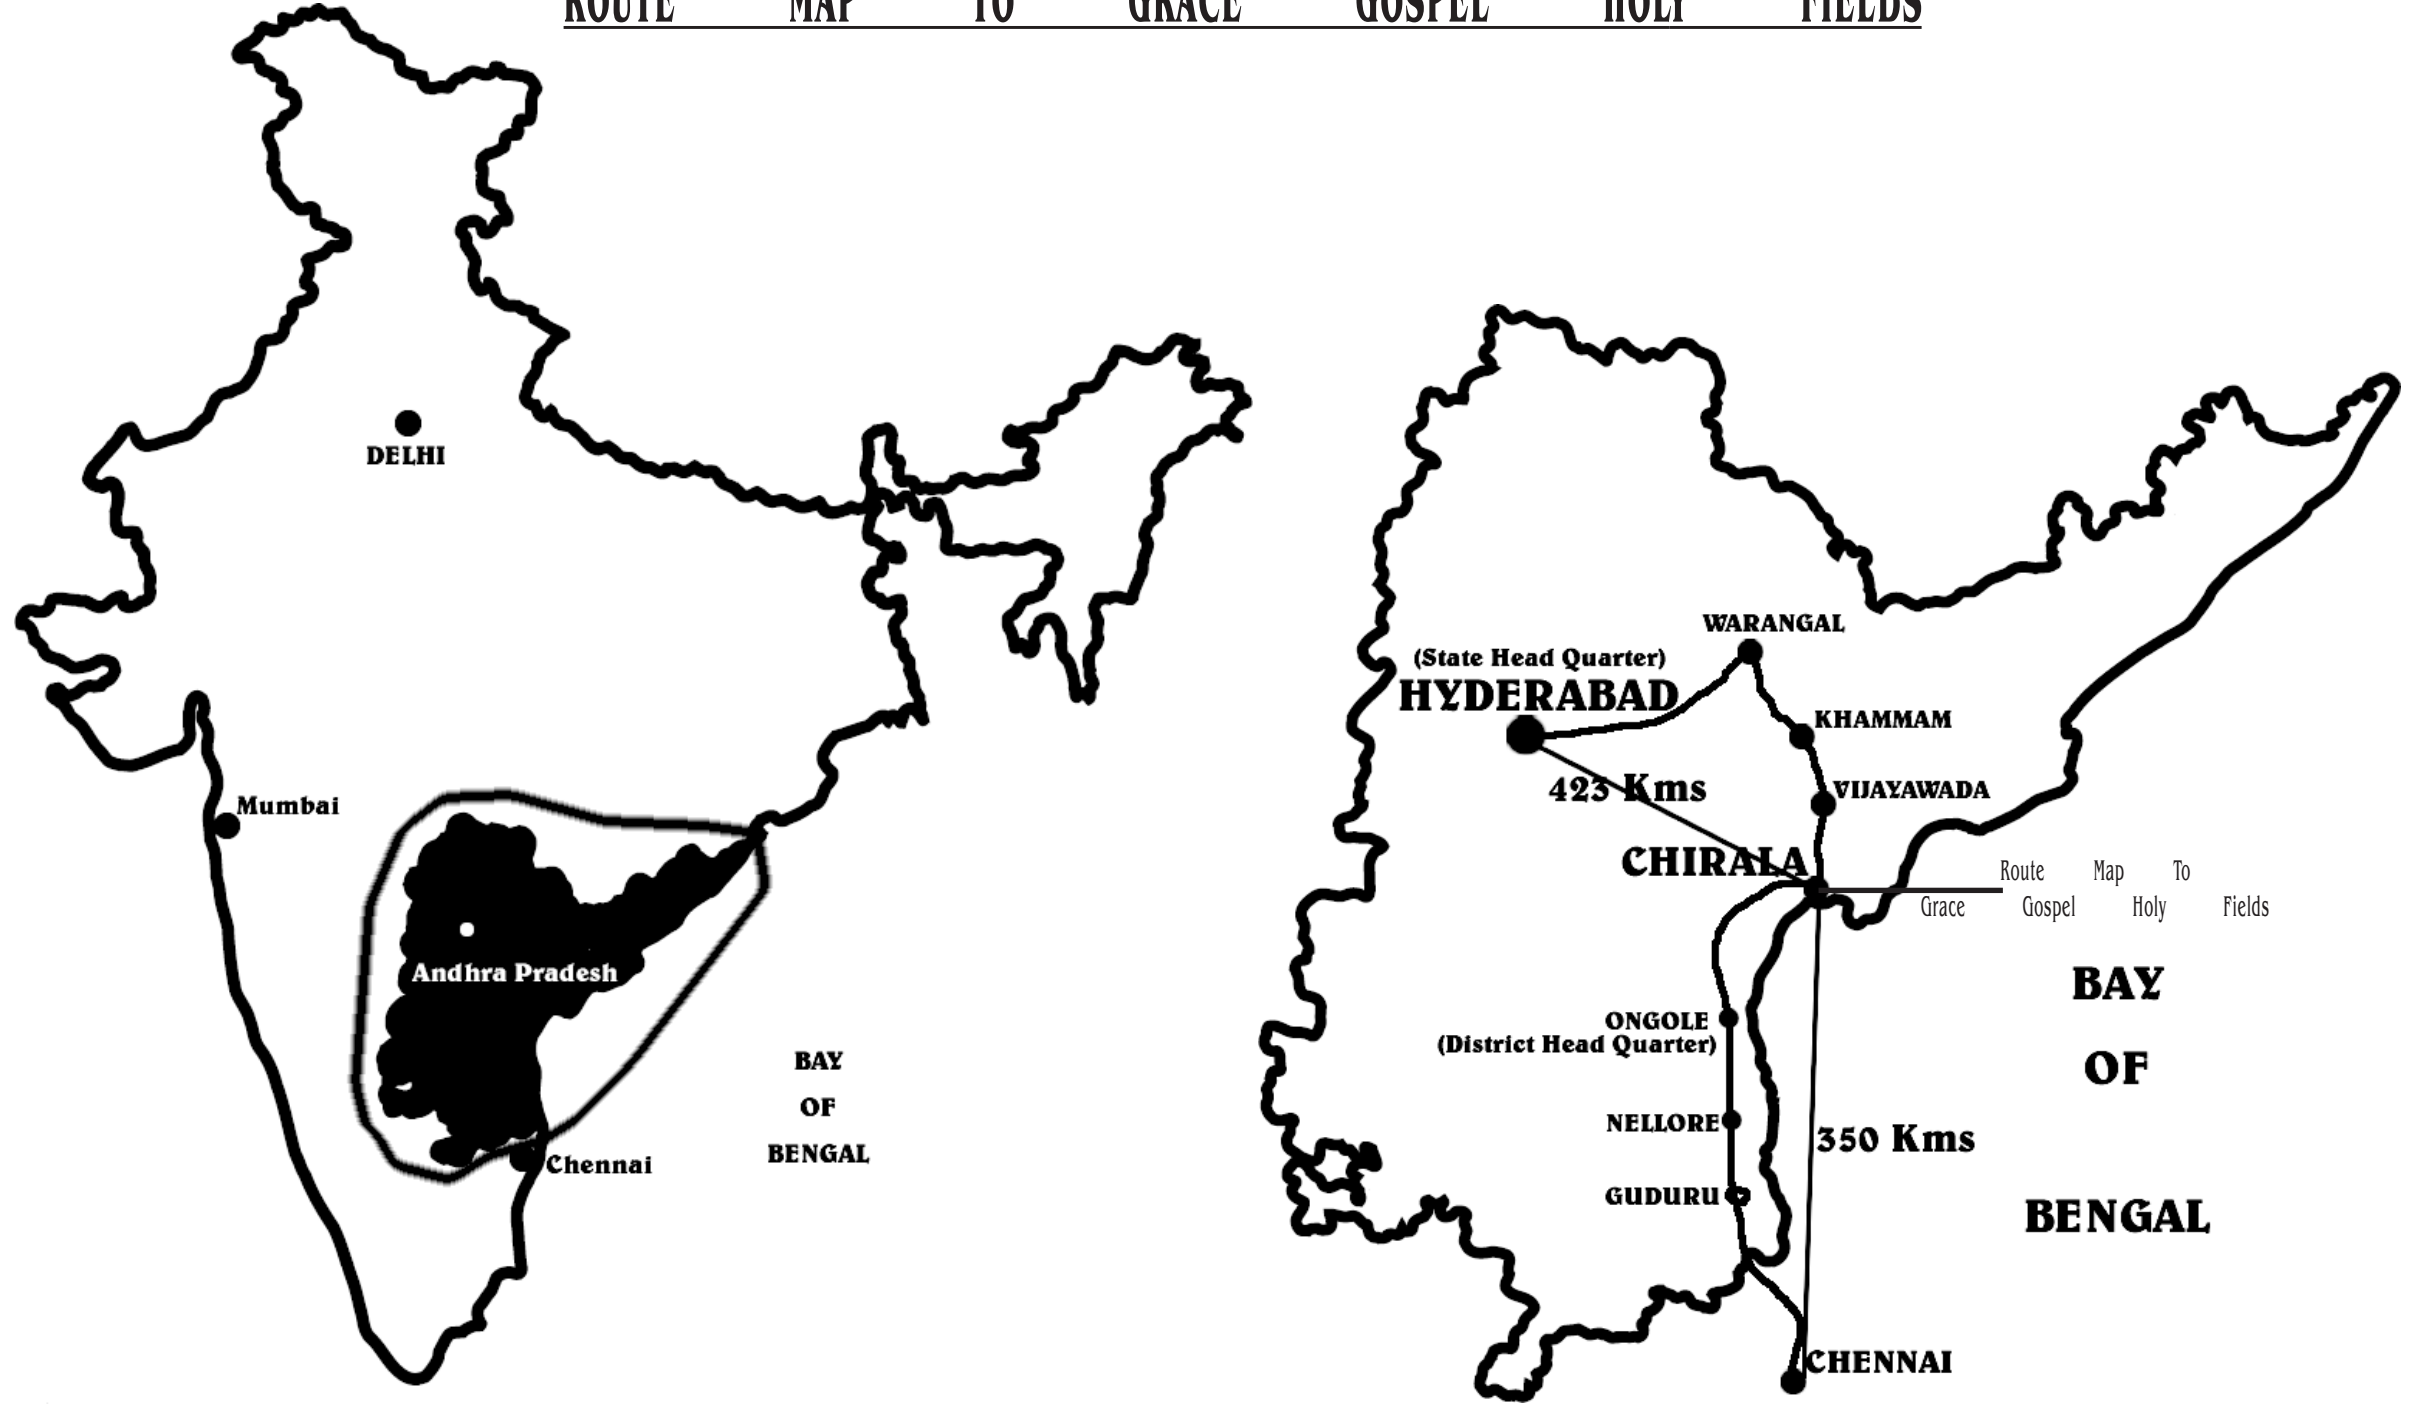 ROUTE MAP TO GRACE GOSPEL HOLY FIELDS
DELHI
Mumbai
Andhra Pradesh
BAY
OF
BENGAL
Chennai
WARANGAL
(State Head Quarter)
HYDERABAD
KHAMMAM
423 Kms
VIJAYAWADA
CHIRALA
Route Map To
Grace Gospel Holy Fields
BAY
OF
BENGAL
ONGOLE
(District Head Quarter)
NELLORE
350 Kms
GUDURU
CHENNAI